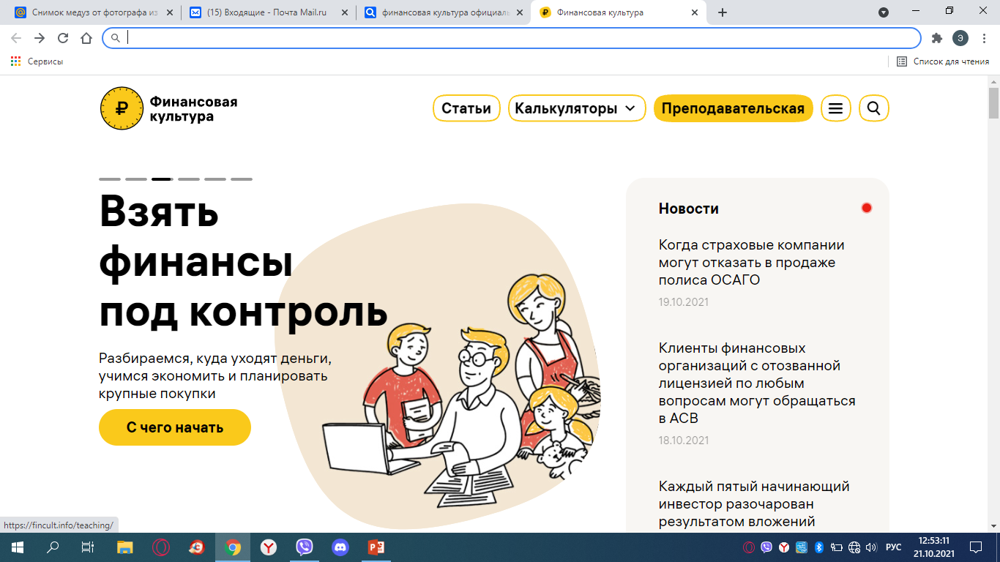 Снимок медуз от фотографа из
(15) Входящие - Почта Mail.ru
финансовая культура официаль
Финансовая культура
Сервисы
Список для чтения
Э
Финансовая
культура
Статьи
Калькуляторы
Преподавательская
Взять
финансы
под контроль
Разбираемся, куда уходят деньги,
учимся экономить и планировать
крупные покупки
С чего начать
Новости
Когда страховые компании
могут отказать в продаже
полиса ОСАГО
19.10.2021
Клиенты финансовых
организаций с отозванной
лицензией по любым
вопросам могут обращаться
в АСВ
18.10.2021
Каждый пятый начинающий
инвестор разочарован
результатом вложений
https://fincult.info/teaching/
РУС
12:53:11
21.10.2021